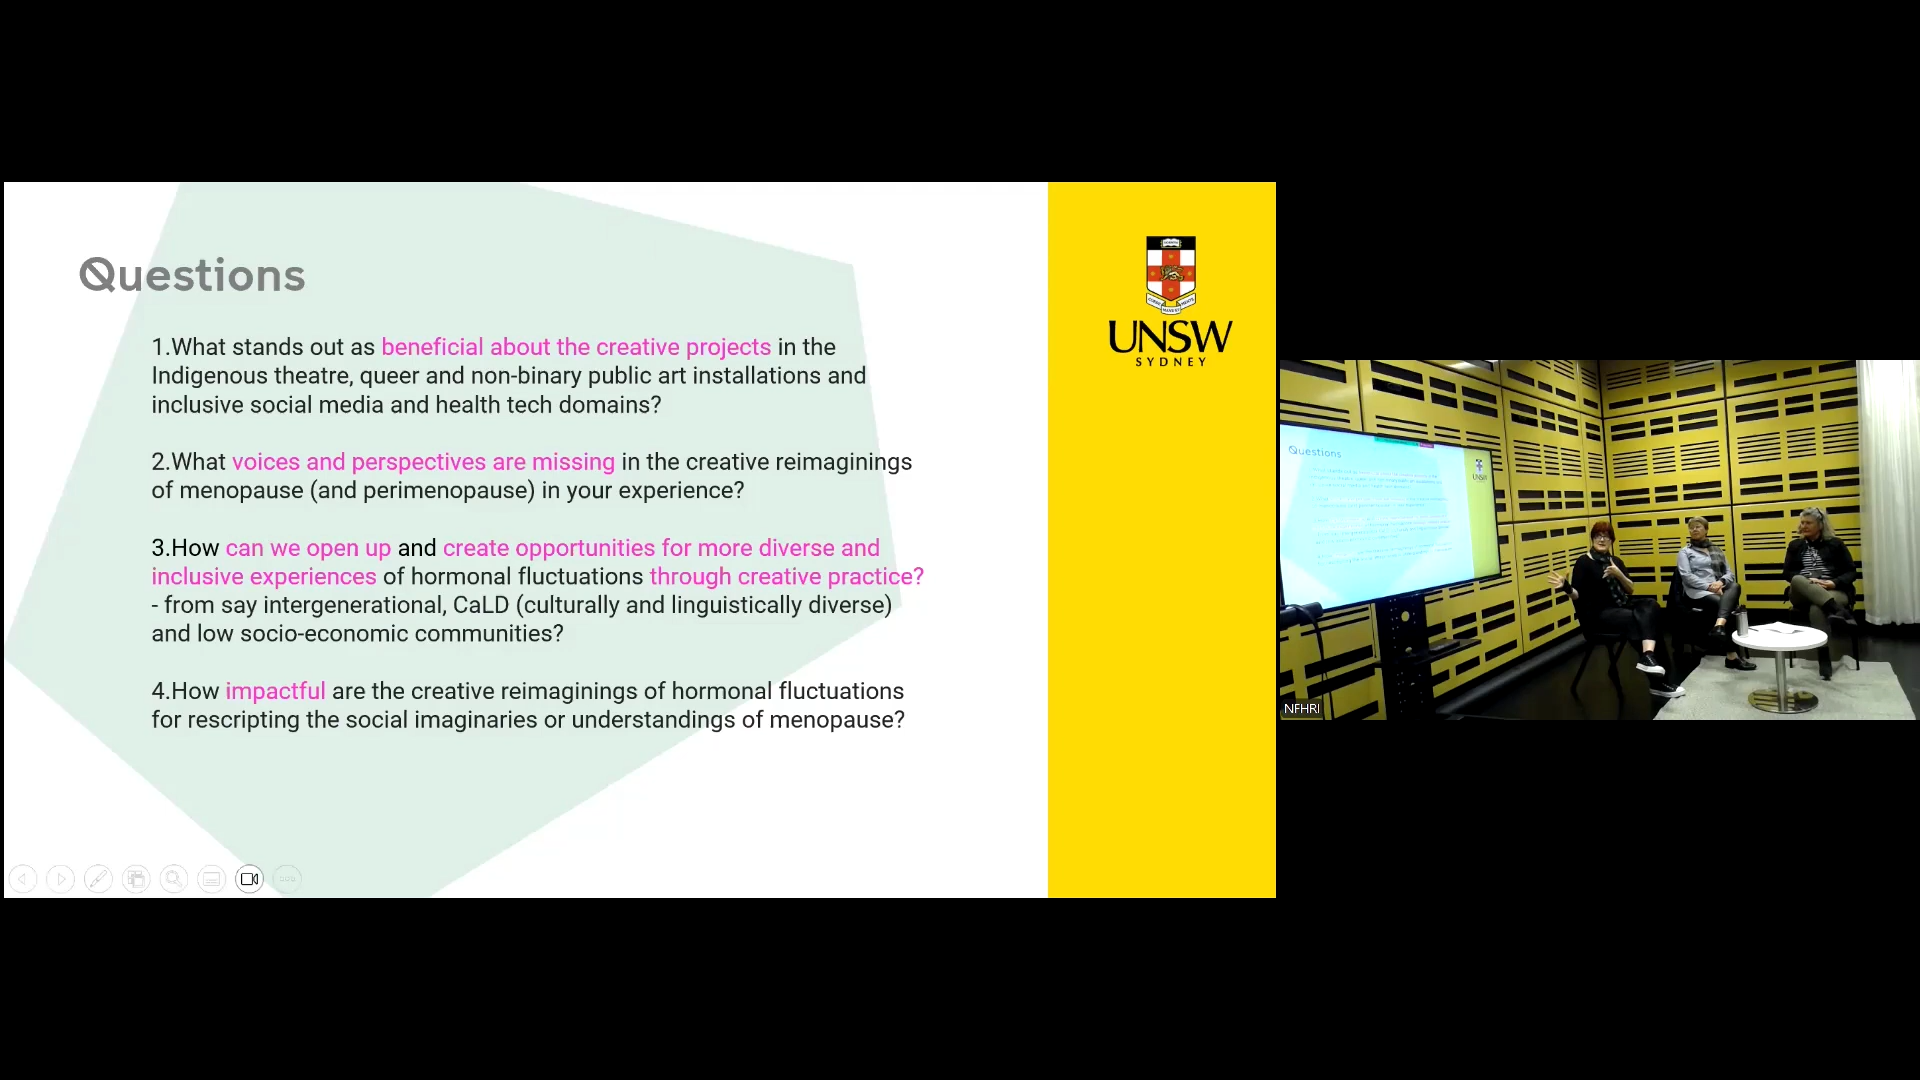 Questions
1.What stands out as beneficial about the creative projects in the
Indigenous theatre, queer and non-binary public art installations and
inclusive social media and health tech domains?
2.What voices and perspectives are missing in the creative reimaginings
of menopause (and perimenopause) in your experience?
3.How can we open up and create opportunities for more diverse and
inclusive experiences of hormonal fluctuations through creative practice?
- from say intergenerational, CaLD (culturally and linguistically diverse)
and low socio-economic communities?
4.How impactful are the creative reimaginings of hormonal fluctuations
for rescripting the social imaginaries or understandings of menopause?
UNSW
SYDNEY
Questions
UNSW
NFHRI